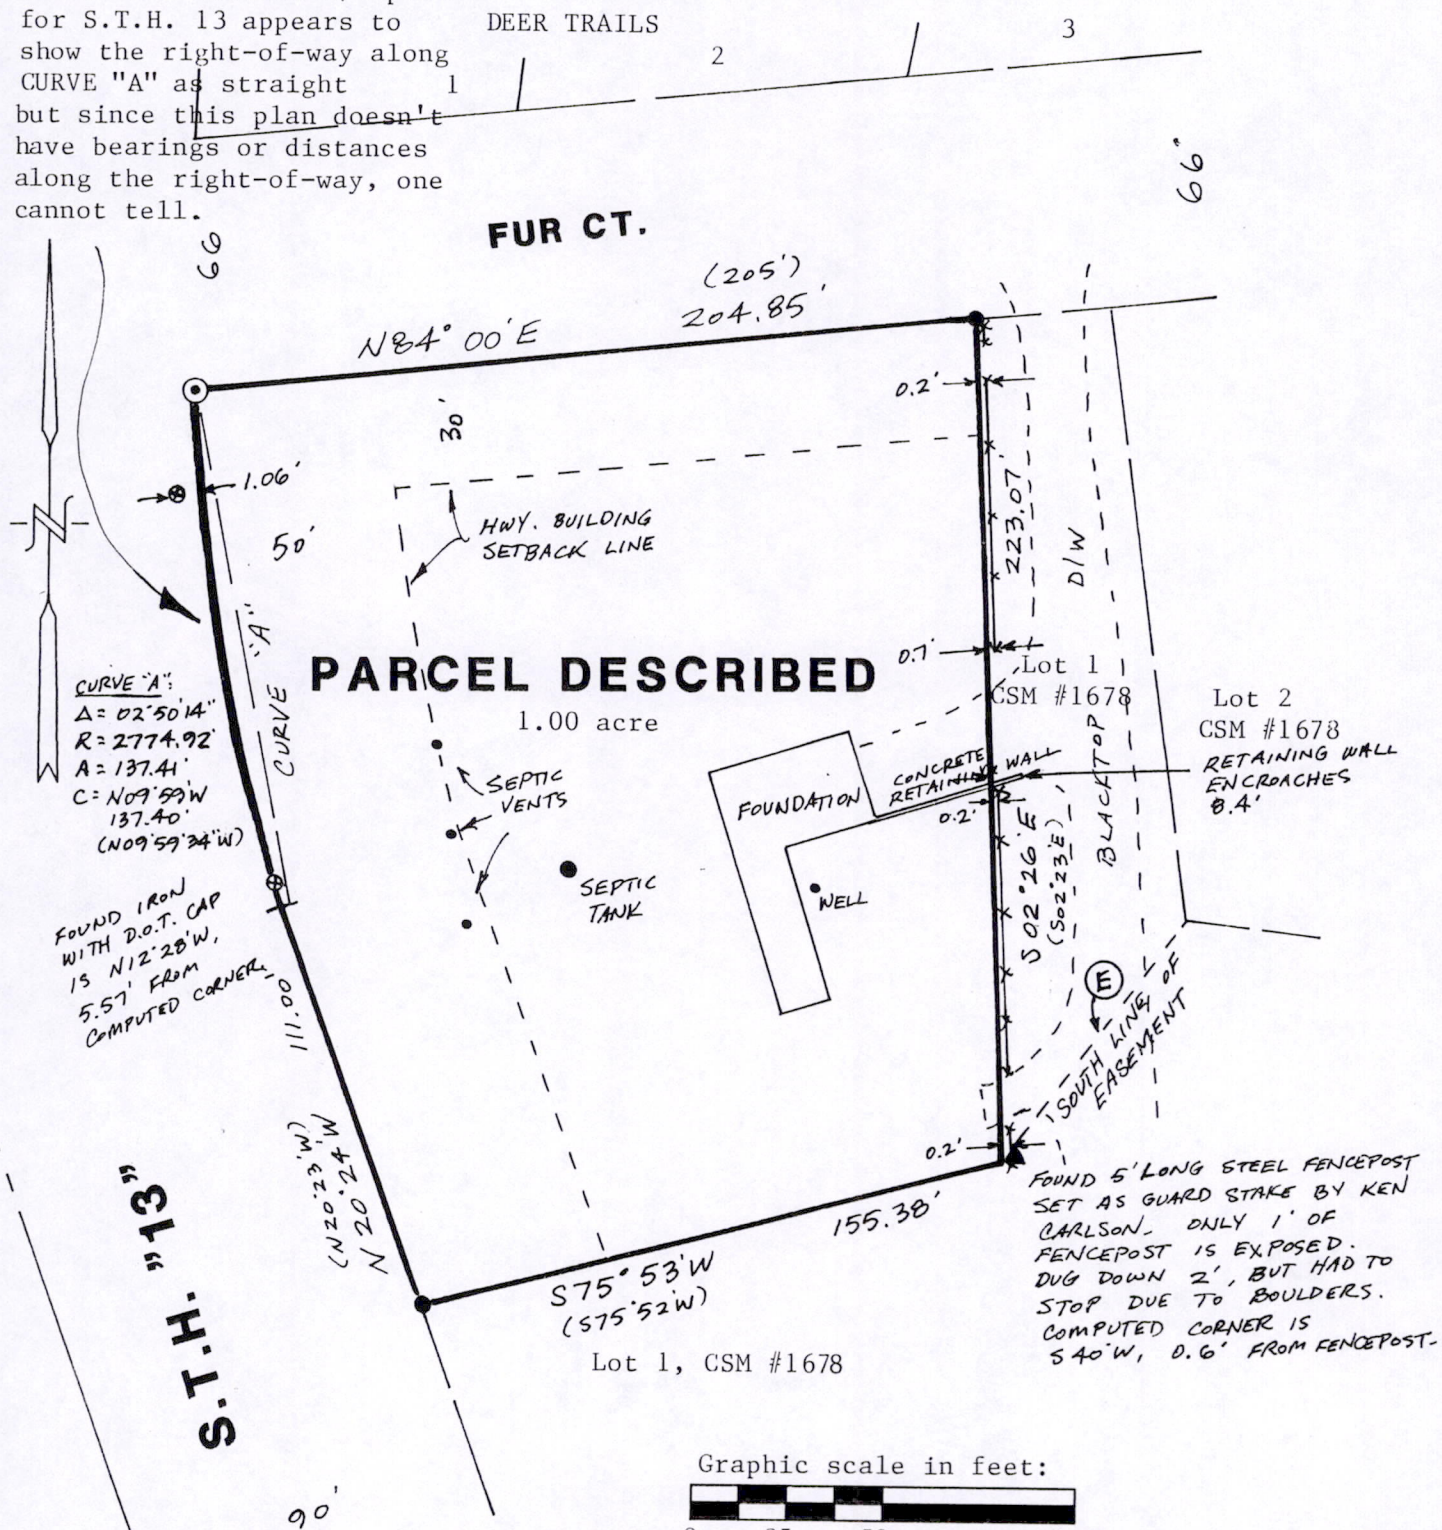 for S.T.H. 13 appears to
show the right-of-way along
CURVE "A" as straight
but since this plan doesn't
have bearings or distances
along the right-of-way, one
cannot tell.
DEER TRAILS
1
2
3
66'
66
FUR CT.
(205')
204.85'
N84° 00'E
30'
0.2'
1.06'
50'
HWY. BUILDING
SETBACK LINE
223.07
D/W
"A"
CURVE
PARCEL DESCRIBED
1.00 acre
0.7'
Lot 1
CSM #1678
Lot 2
CSM #1678
RETAINING WALL
ENCROACHES
8.4'
CURVE "A":
Δ= 02°50'14"
R= 2774.92'
A= 137.41'
C= N09°59'W
137.40'
(N09°59'34"W)
SEPTIC
VENTS
FOUNDATION
CONCRETE
RETAINING WALL
0.2'
BLACKTOP
SEPTIC
TANK
WELL
S 02°26'E
(S02°23'E)
FOUND IRON
WITH D.O.T. CAP
IS N12°28'W,
5.57' FROM
COMPUTED CORNER.
E
SOUTH LINE OF
EASEMENT
111.00
(N20°23'W)
N 20°24'W
0.2'
155.38'
S75° 53'W
(S75°52'W)
FOUND 5' LONG STEEL FENCEPOST
SET AS GUARD STAKE BY KEN
CARLSON. ONLY 1' OF
FENCEPOST IS EXPOSED.
DUG DOWN 2', BUT HAD TO
STOP DUE TO BOULDERS.
COMPUTED CORNER IS
S40°W, 0.6' FROM FENCEPOST.
S.T.H. "13"
Lot 1, CSM #1678
90'
Graphic scale in feet: